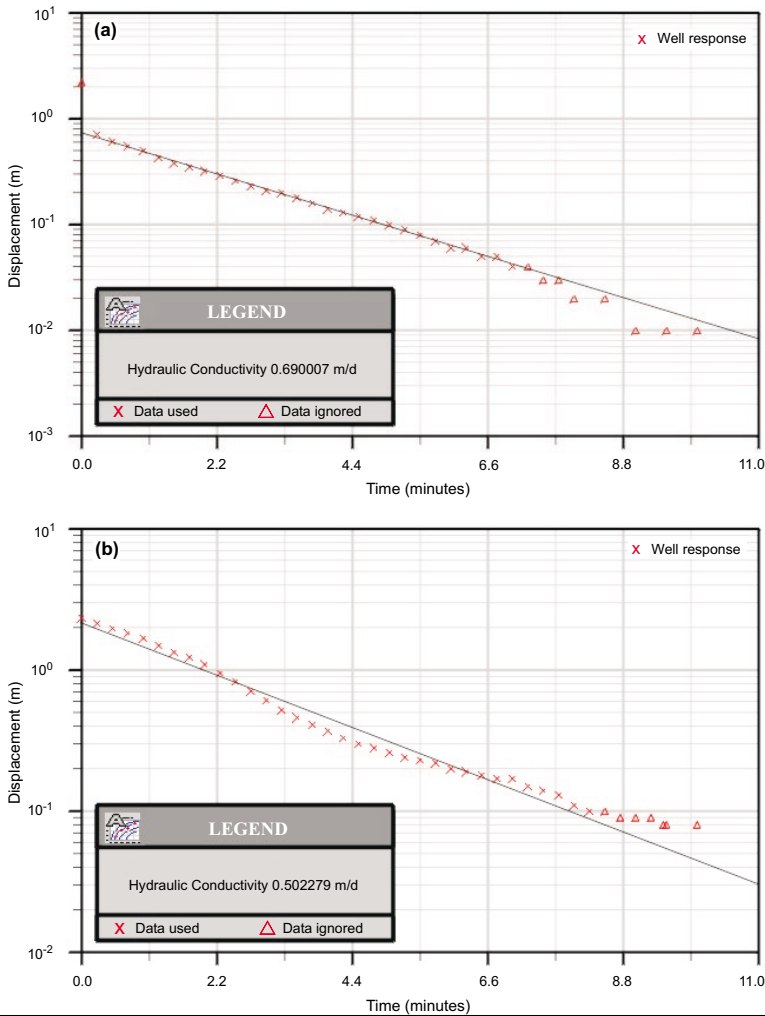 (a)
x Well response
10¹
10⁰
10⁻¹
10⁻²
10⁻³
Displacement (m)
A
LEGEND
Hydraulic Conductivity 0.690007 m/d
X Data used △ Data ignored
0.0 2.2 4.4 6.6 8.8 11.0
Time (minutes)
(b)
x Well response
10¹
10⁰
10⁻¹
10⁻²
Displacement (m)
A
LEGEND
Hydraulic Conductivity 0.502279 m/d
X Data used △ Data ignored
0.0 2.2 4.4 6.6 8.8 11.0
Time (minutes)